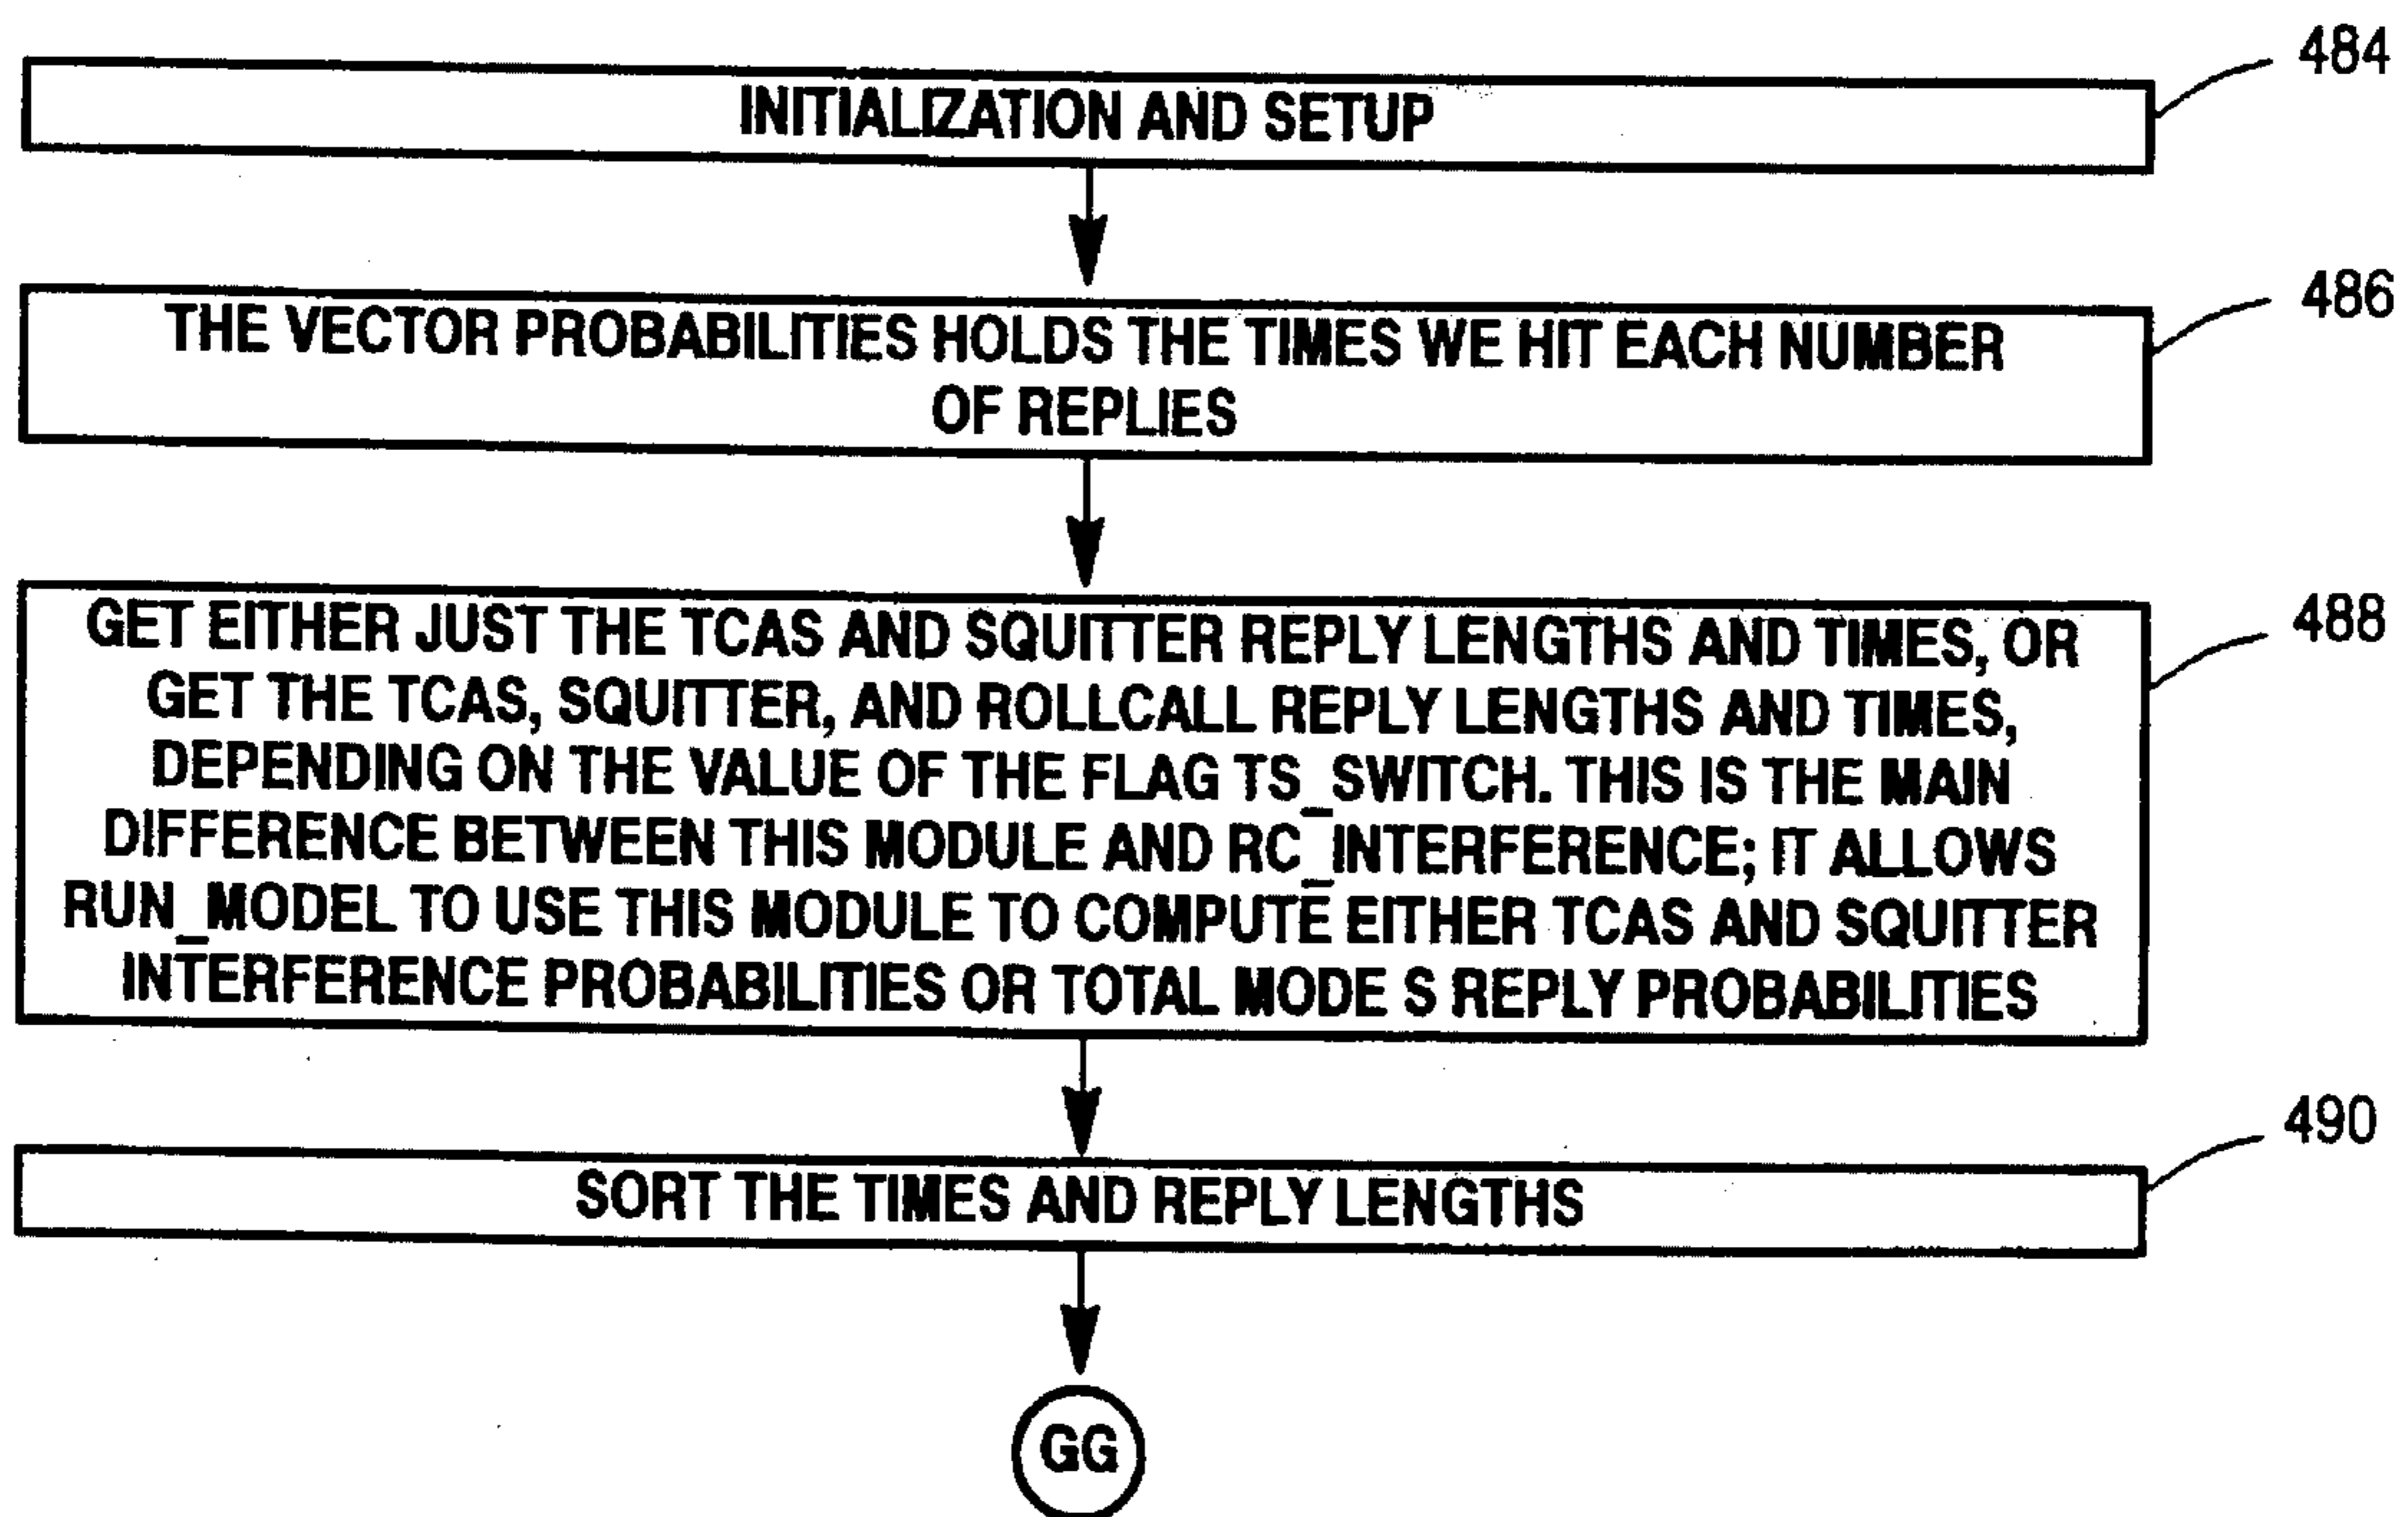 484
INITIALIZATION AND SETUP
486
THE VECTOR PROBABILITIES HOLDS THE TIMES WE HIT EACH NUMBER
OF REPLIES
488
GET EITHER JUST THE TCAS AND SQUITTER REPLY LENGTHS AND TIMES, OR
GET THE TCAS, SQUITTER, AND ROLLCALL REPLY LENGTHS AND TIMES,
DEPENDING ON THE VALUE OF THE FLAG TS_SWITCH. THIS IS THE MAIN
DIFFERENCE BETWEEN THIS MODULE AND RC_INTERFERENCE; IT ALLOWS
RUN_MODEL TO USE THIS MODULE TO COMPUTE EITHER TCAS AND SQUITTER
INTERFERENCE PROBABILITIES OR TOTAL MODE S REPLY PROBABILITIES
490
SORT THE TIMES AND REPLY LENGTHS
GG